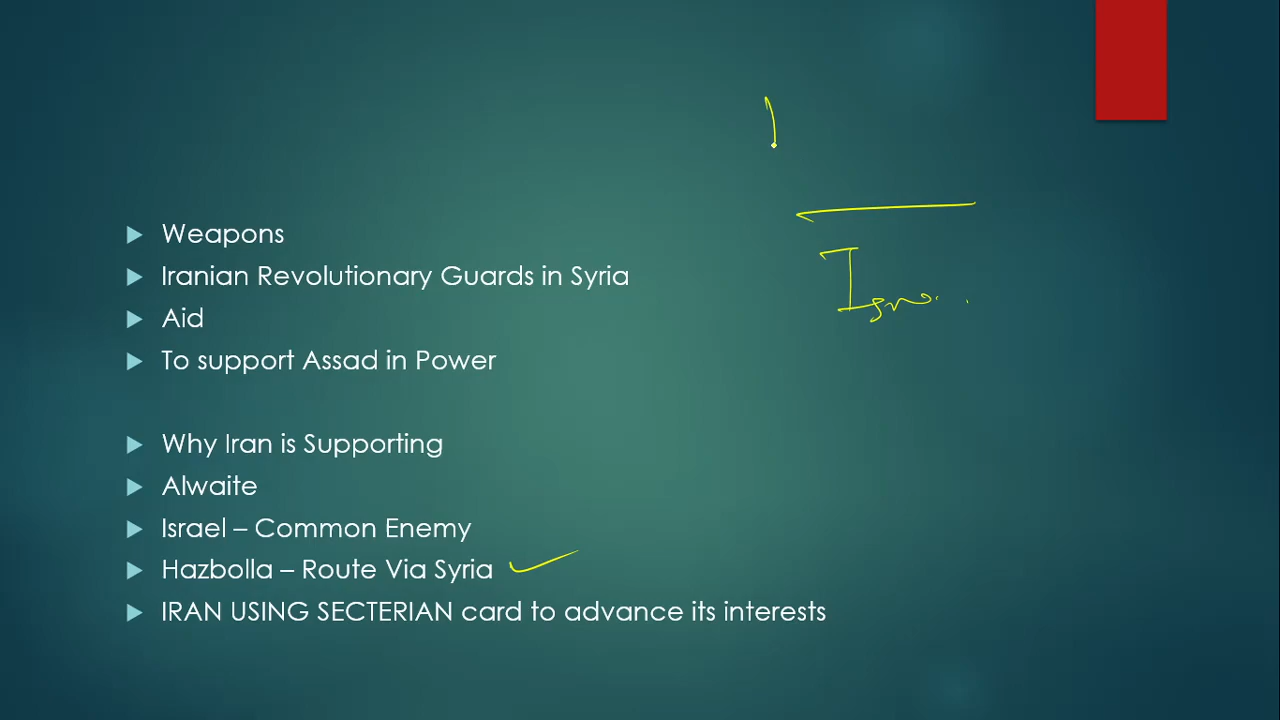 Weapons
Iranian Revolutionary Guards in Syria
Aid
To support Assad in Power
Why Iran is Supporting
Alwaite
Israel – Common Enemy
Hazbolla – Route Via Syria
IRAN USING SECTERIAN card to advance its interests